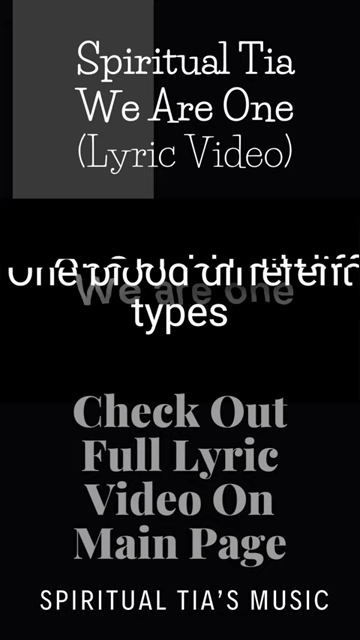 Spiritual Tia
We Are One
(Lyric Video)
We are one
types
Check Out
Full Lyric
Video On
Main Page
SPIRITUAL TIA'S MUSIC